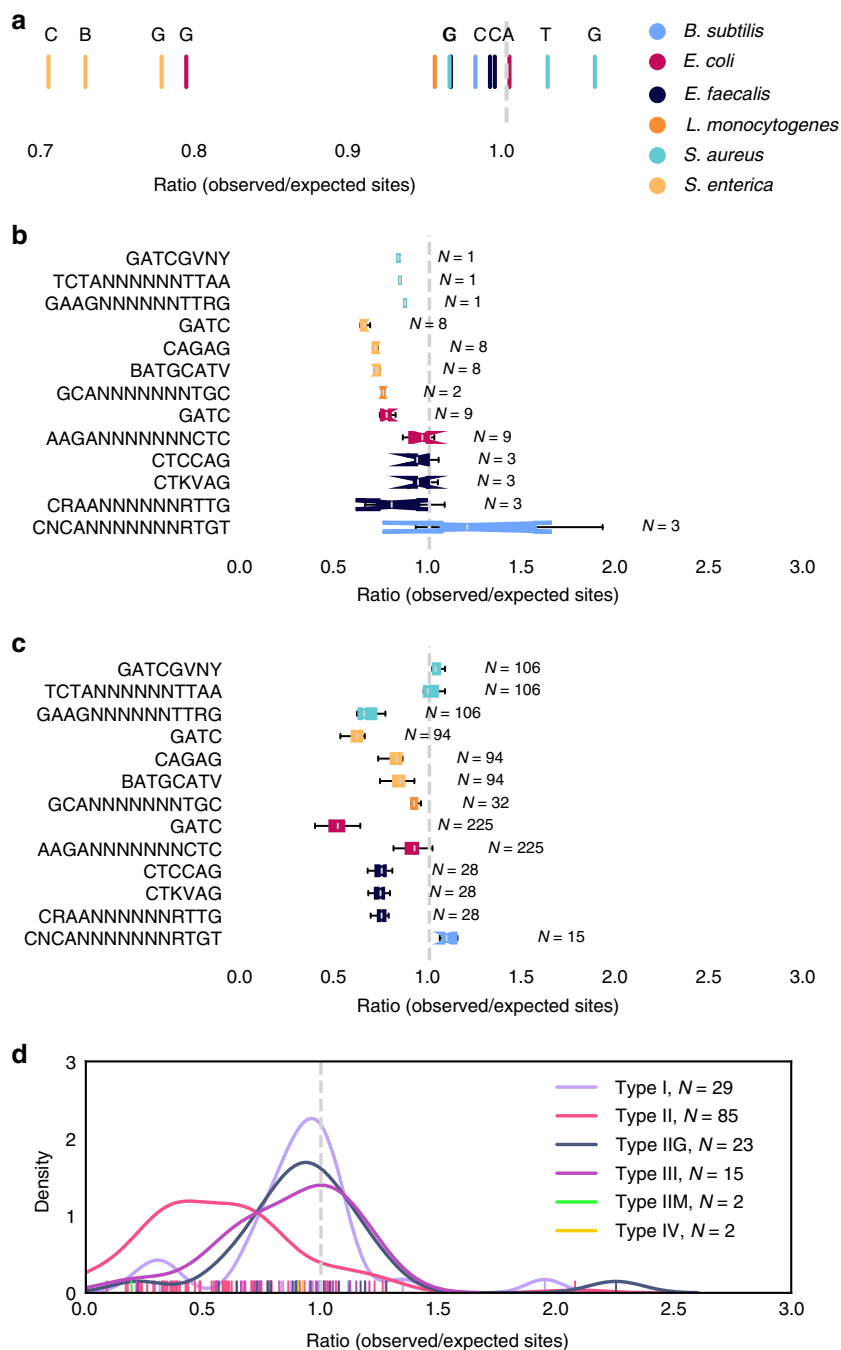 a
C B G G G C C A T G
0.7 0.8 0.9 1.0
Ratio (observed/expected sites)
B. subtilis
E. coli
E. faecalis
L. monocytogenes
S. aureus
S. enterica
b
GATCGVNY N = 1
TCTANNNNNNTTAA N = 1
GAAGNNNNNNTTRG N = 1
GATC N = 8
CAGAG N = 8
BATGCATV N = 8
GCANNNNNNNTGC N = 2
GATC N = 9
AAGANNNNNNNCTC N = 9
CTCCAG N = 3
CTKVAG N = 3
CRAANNNNNNRTTG N = 3
CNCANNNNNNNRTGT N = 3
0.0 0.5 1.0 1.5 2.0 2.5 3.0
Ratio (observed/expected sites)
c
GATCGVNY N = 106
TCTANNNNNNTTAA N = 106
GAAGNNNNNNTTRG N = 106
GATC N = 94
CAGAG N = 94
BATGCATV N = 94
GCANNNNNNNTGC N = 32
GATC N = 225
AAGANNNNNNNCTC N = 225
CTCCAG N = 28
CTKVAG N = 28
CRAANNNNNNRTTG N = 28
CNCANNNNNNNRTGT N = 15
0.0 0.5 1.0 1.5 2.0 2.5 3.0
Ratio (observed/expected sites)
d
3
2
1
0
Density
Type I, N = 29
Type II, N = 85
Type IIG, N = 23
Type III, N = 15
Type IIM, N = 2
Type IV, N = 2
0.0 0.5 1.0 1.5 2.0 2.5 3.0
Ratio (observed/expected sites)